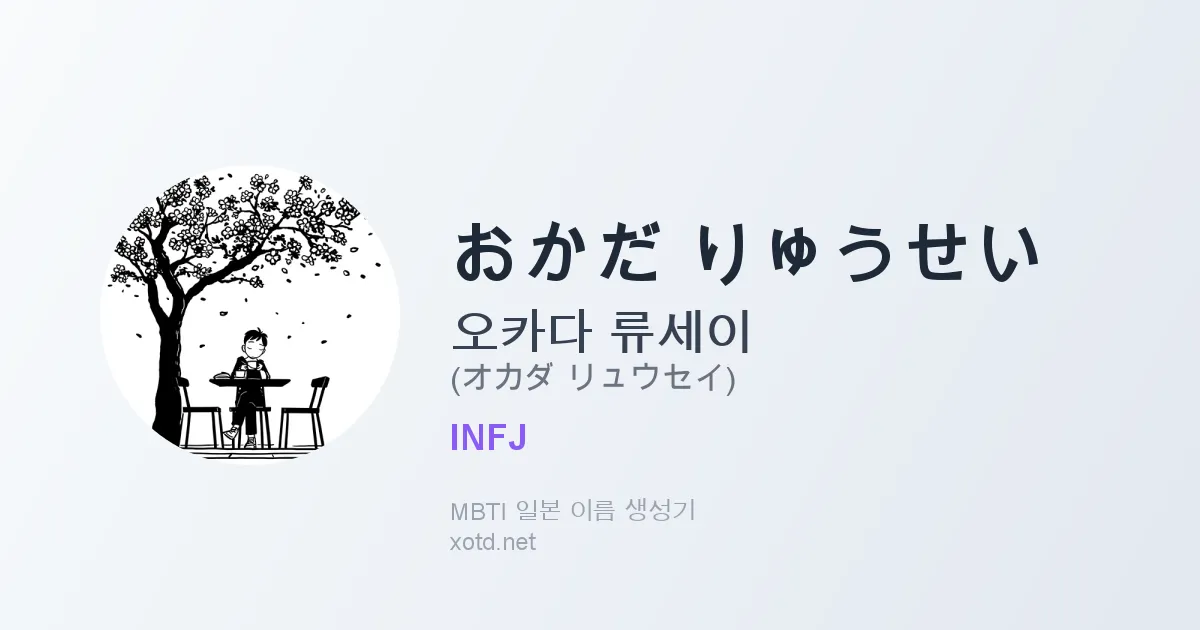 おかだ りゅうせい
오카다 류세이
(オカダ リュウセイ)
INFJ
MBTI 일본 이름 생성기
xotd.net